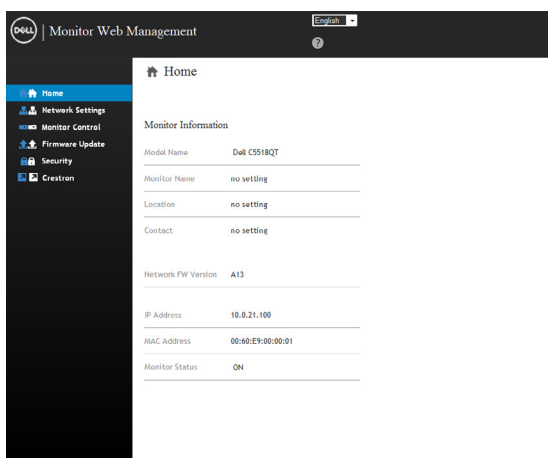 DELL | Monitor Web Management
English
?
Home
Network Settings
Monitor Control
Firmware Update
Security
Crestron
Home
Monitor Information
Model Name Dell C5518QT
Monitor Name no setting
Location no setting
Contact no setting
Network FW Version A13
IP Address 10.0.21.100
MAC Address 00:60:E9:00:00:01
Monitor Status ON